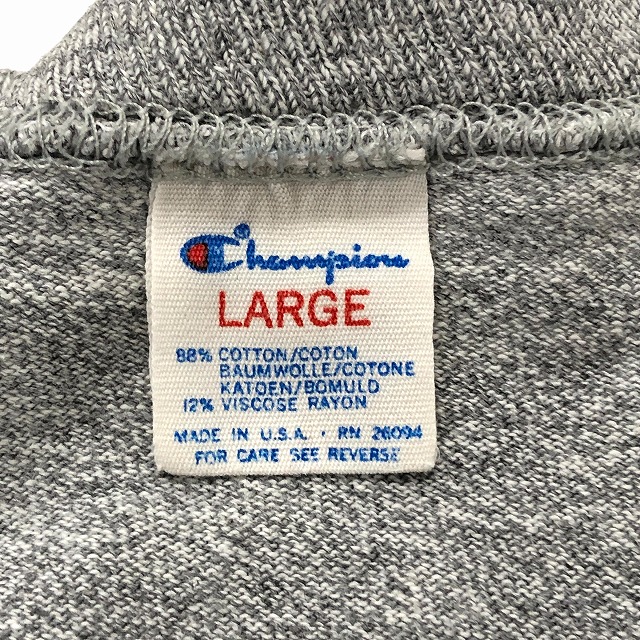 Champion
LARGE
88% COTTON/COTON
BAUMWOLLE/COTONE
KATOEN/BOMULD
12% VISCOSE RAYON
MADE IN U.S.A. · RN 26094
FOR CARE SEE REVERSE